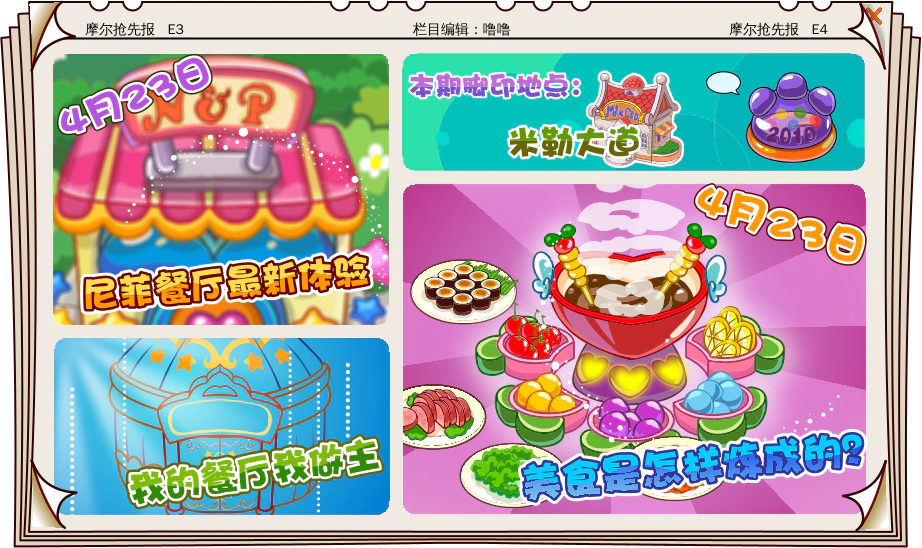 摩尔抢先报 E3
栏目编辑：噜噜
摩尔抢先报 E4
4月23日
N&P
尼菲餐厅最新体验
我的餐厅我做主
本期脚印地点：
米勒大道
2010
4月23日
美食是怎样炼成的?